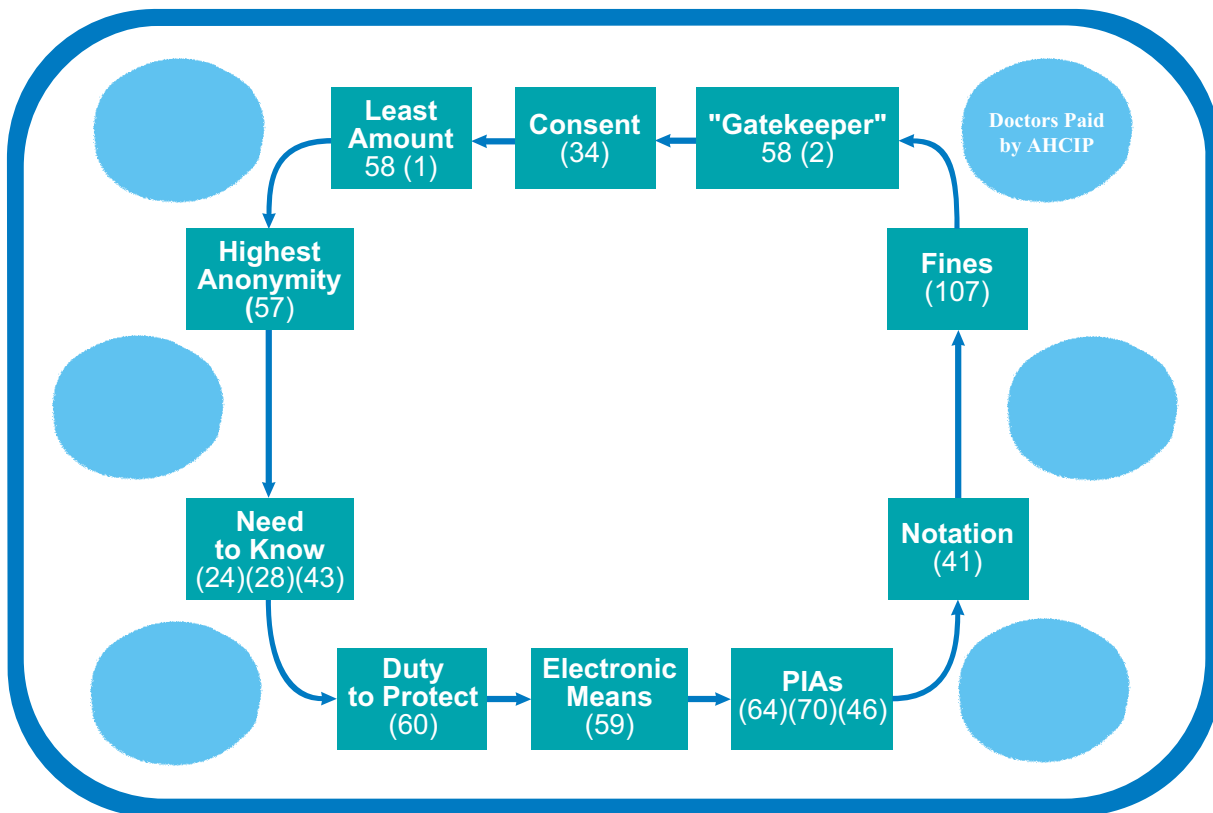 Least
Amount
58 (1)
Consent
(34)
"Gatekeeper"
58 (2)
Doctors Paid
by AHCIP
Highest
Anonymity
(57)
Fines
(107)
Need
to Know
(24)(28)(43)
Notation
(41)
Duty
to Protect
(60)
Electronic
Means
(59)
PIAs
(64)(70)(46)